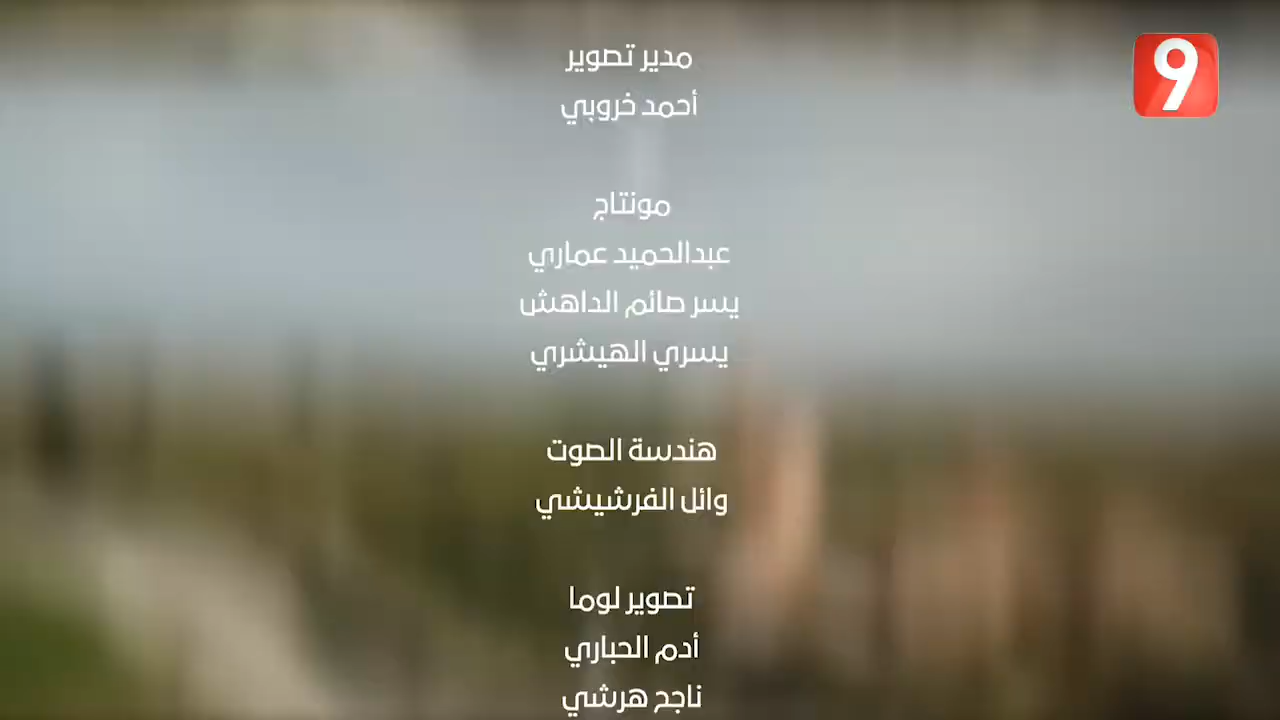 9
مدير تصوير
أحمد خروبي
مونتاج
عبدالحميد عماري
يسر صائم الداهش
يسري الهيشري
هندسة الصوت
وائل الفرشيشي
تصوير لوما
أدم الحباري
ناجح هرشي